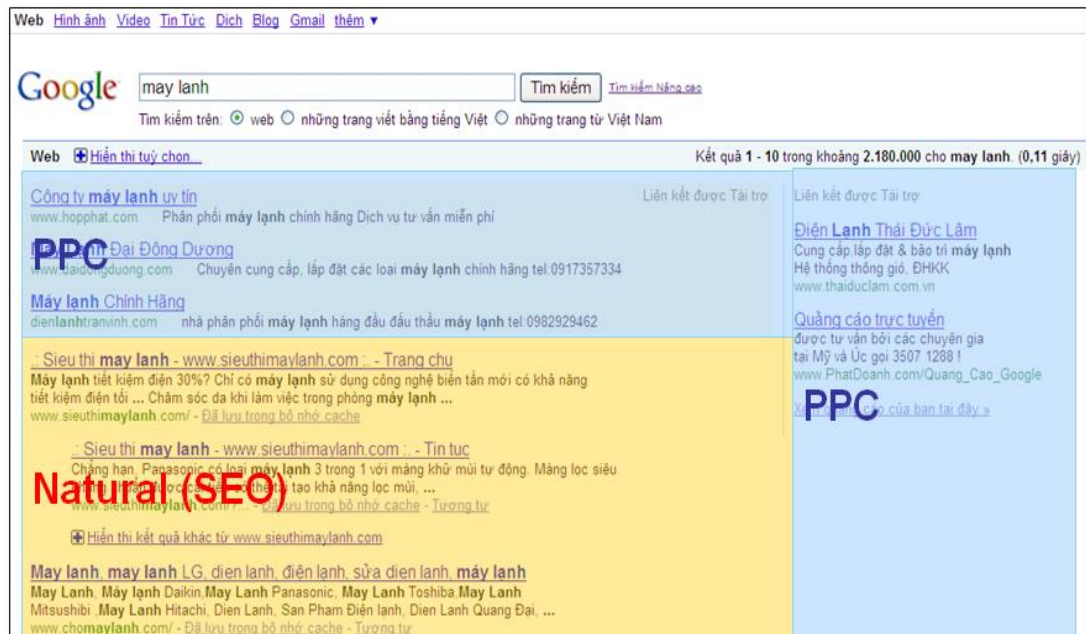 Web Hình ảnh Video Tin Tức Dịch Blog Gmail thêm ▼
Google may lanh Tìm kiếm Tìm kiếm Nâng cao
Tìm kiếm trên: web những trang viết bằng tiếng Việt những trang từ Việt Nam
Web Hiển thị tuỳ chọn... Kết quả 1 - 10 trong khoảng 2.180.000 cho may lanh. (0,11 giây)
Công ty máy lạnh uy tín Liên kết được Tài trợ
www.hopphat.com Phân phối máy lạnh chính hãng Dịch vụ tư vấn miễn phí
PPC
Máy Lạnh Đại Đông Dương
www.daidongduong.com Chuyên cung cấp, lắp đặt các loại máy lạnh chính hãng tel:0917357334
Máy lạnh Chính Hãng
dienlanhtranvinh.com nhà phân phối máy lạnh hàng đầu đấu thầu máy lạnh tel:0982929462
Liên kết được Tài trợ
Điện Lạnh Thái Đức Lâm
Cung cấp,lắp đặt & bảo trì máy lạnh
Hệ thống thông gió, ĐHKK
www.thaiduclam.com.vn
Quảng cáo trực tuyến
được tư vấn bởi các chuyên gia
tại Mỹ và Úc gọi 3507 1288 !
www.PhatDoanh.com/Quang_Cao_Google
PPC
Xem quảng cáo của bạn tại đây »
.: Sieu thi may lanh - www.sieuthimaylanh.com :. - Trang chu
Máy lạnh tiết kiệm điện 30%? Chỉ có máy lạnh sử dụng công nghệ biến tần mới có khả năng
tiết kiệm điện tối ... Chăm sóc da khi làm việc trong phòng máy lạnh ...
www.sieuthimaylanh.com/ - Đã lưu trong bộ nhớ cache
.: Sieu thi may lanh - www.sieuthimaylanh.com :. - Tin tuc
Chẳng hạn, Panasonic có loại máy lạnh 3 trong 1 với màng khử mùi tự động. Màng lọc siêu
tạo khả năng lọc mùi, ...
Natural (SEO)
www.sieuthimaylanh.com/?... - Đã lưu trong bộ nhớ cache - Tương tự
Hiển thị kết quả khác từ www.sieuthimaylanh.com
May lanh, may lanh LG, dien lanh, điện lạnh, sửa dien lanh, máy lạnh
May Lanh, Máy lạnh Daikin,May Lanh Panasonic, May Lanh Toshiba,May Lanh
Mitsushibi ,May Lanh Hitachi, Dien Lanh, San Pham Điện lạnh, Dien Lanh Quang Đại, ...
www.chomaylanh.com/ - Đã lưu trong bộ nhớ cache - Tương tự